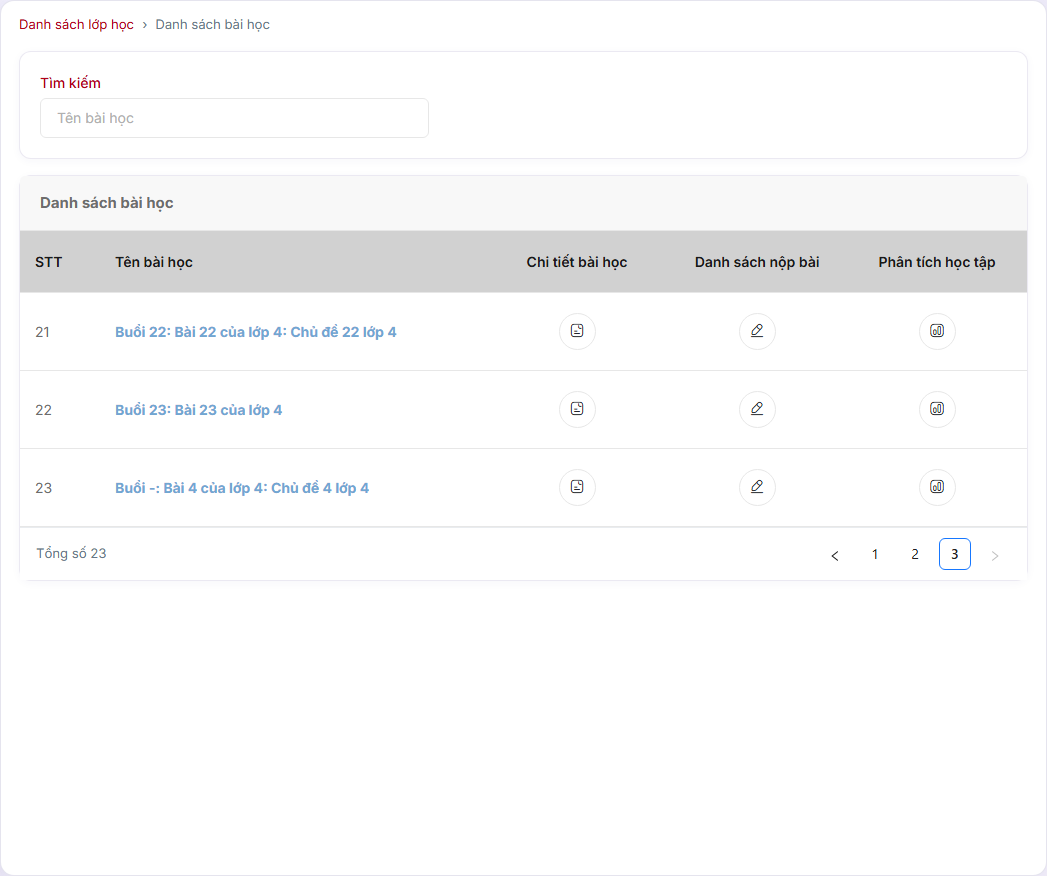 Danh sách lớp học › Danh sách bài học
Tìm kiếm
Tên bài học
Danh sách bài học
STT Tên bài học Chi tiết bài học Danh sách nộp bài Phân tích học tập
21 Buổi 22: Bài 22 của lớp 4: Chủ đề 22 lớp 4
22 Buổi 23: Bài 23 của lớp 4
23 Buổi -: Bài 4 của lớp 4: Chủ đề 4 lớp 4
Tổng số 23 1 2 3